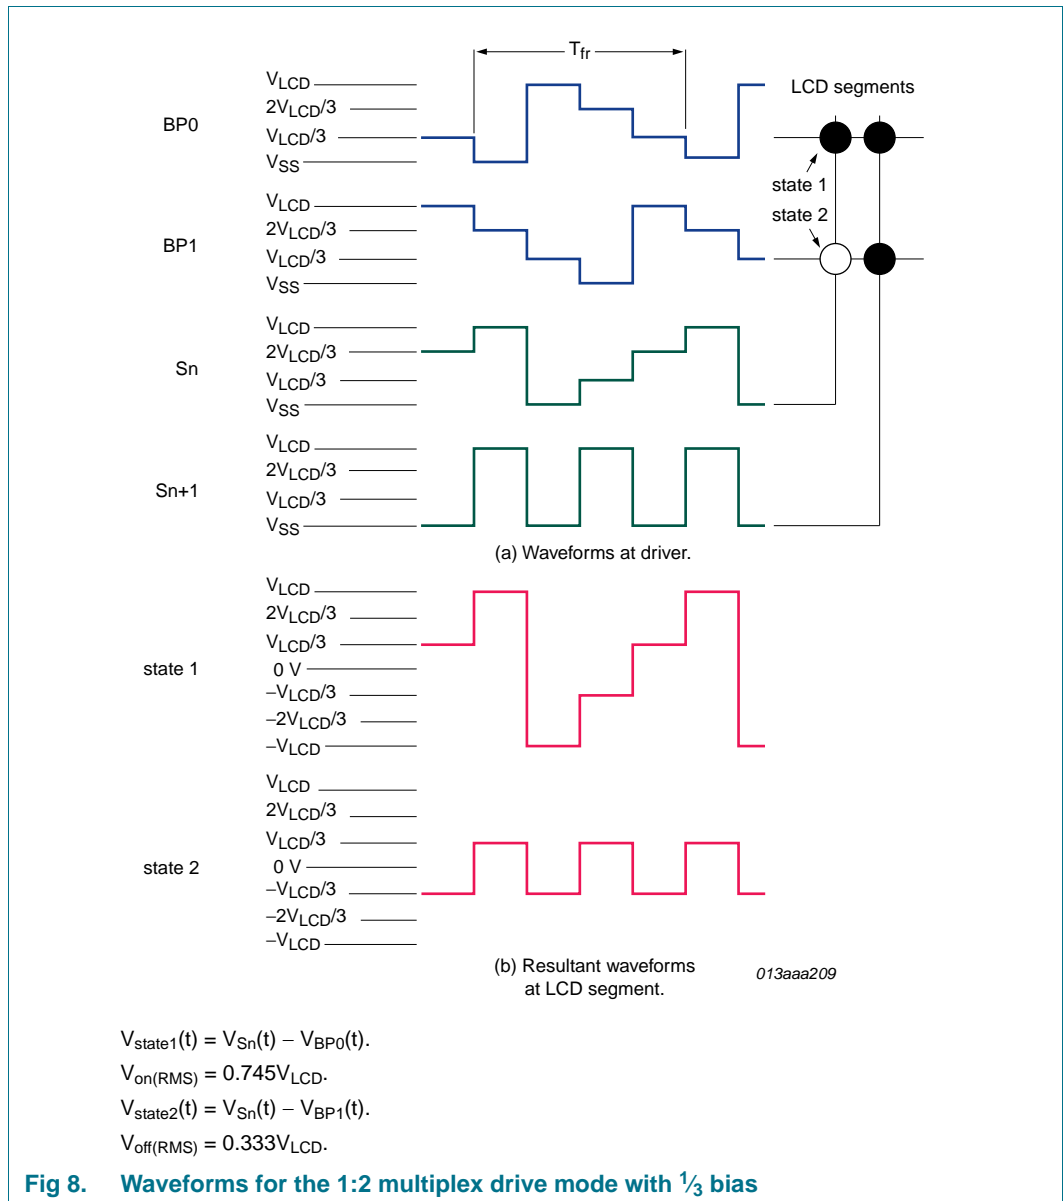 T_fr
V_LCD
2V_LCD/3
BP0
V_LCD/3
V_SS
LCD segments
state 1
state 2
V_LCD
2V_LCD/3
BP1
V_LCD/3
V_SS
V_LCD
2V_LCD/3
Sn
V_LCD/3
V_SS
V_LCD
2V_LCD/3
Sn+1
V_LCD/3
V_SS
(a) Waveforms at driver.
V_LCD
2V_LCD/3
V_LCD/3
state 1
0 V
−V_LCD/3
−2V_LCD/3
−V_LCD
V_LCD
2V_LCD/3
V_LCD/3
state 2
0 V
−V_LCD/3
−2V_LCD/3
−V_LCD
(b) Resultant waveforms
at LCD segment.
013aaa209
V_state1(t) = V_Sn(t) − V_BP0(t).
V_on(RMS) = 0.745V_LCD.
V_state2(t) = V_Sn(t) − V_BP1(t).
V_off(RMS) = 0.333V_LCD.
Fig 8. Waveforms for the 1:2 multiplex drive mode with 1⁄3 bias